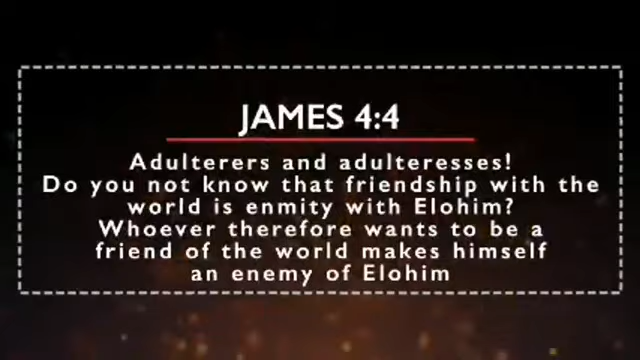 JAMES 4:4
Adulterers and adulteresses!
Do you not know that friendship with the
world is enmity with Elohim?
Whoever therefore wants to be a
friend of the world makes himself
an enemy of Elohim